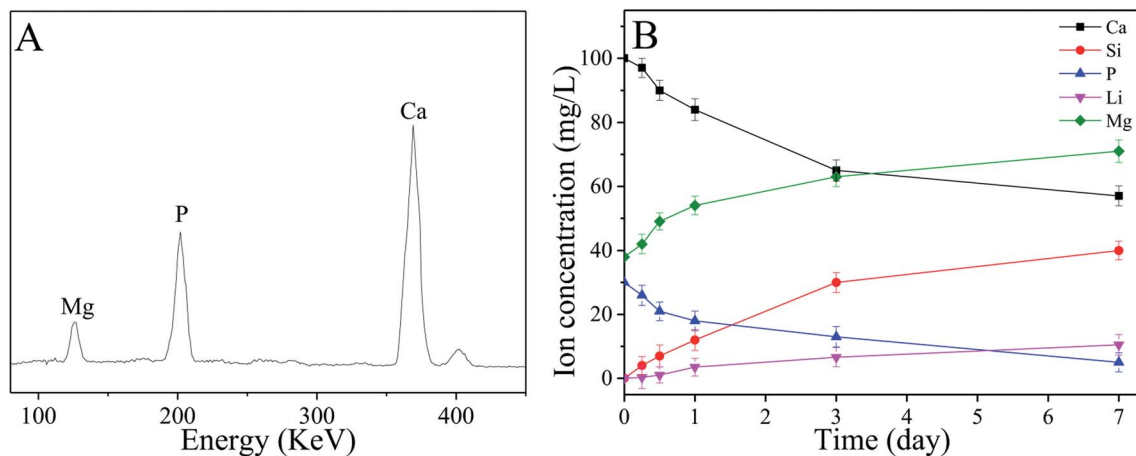 A
Mg
P
Ca
100
200
300
400
Energy (KeV)
B
Ca
Si
P
Li
Mg
Ion concentration (mg/L)
100
80
60
40
20
0
0
1
2
3
4
5
6
7
Time (day)